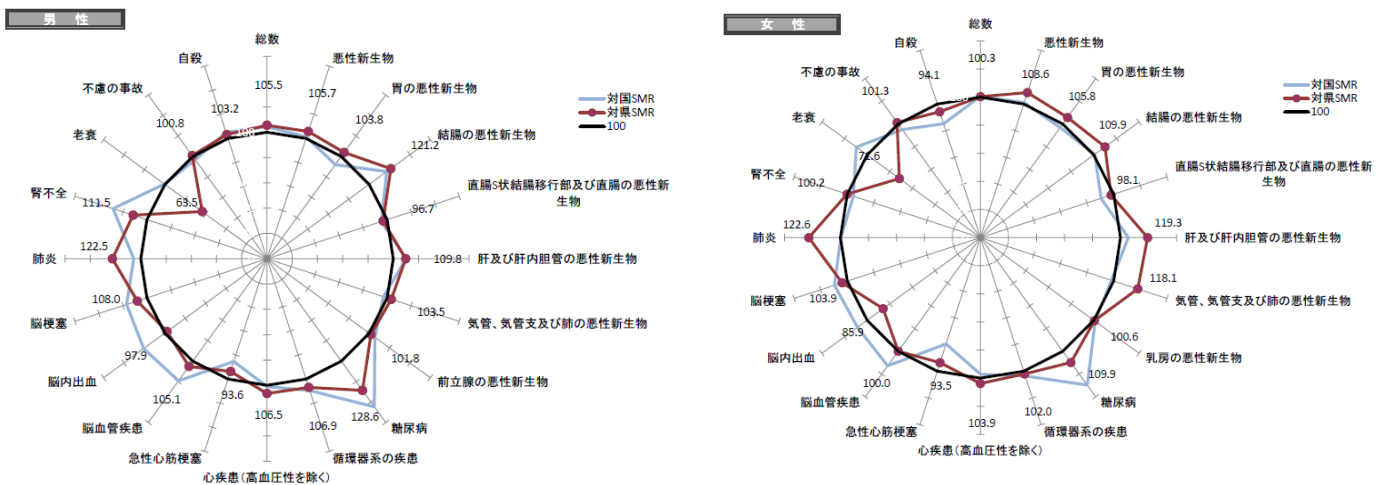 男　性
総数
悪性新生物
胃の悪性新生物
結腸の悪性新生物
直腸S状結腸移行部及び直腸の悪性新
生物
肝及び肝内胆管の悪性新生物
気管、気管支及び肺の悪性新生物
前立腺の悪性新生物
糖尿病
循環器系の疾患
心疾患(高血圧性を除く)
急性心筋梗塞
脳血管疾患
脳内出血
脳梗塞
肺炎
腎不全
老衰
不慮の事故
自殺
105.5
105.7
103.8
121.2
96.7
109.8
103.5
101.8
128.6
106.9
106.5
93.6
105.1
97.9
108.0
122.5
111.5
63.5
100.8
103.2
100
対国SMR
対県SMR
100
女　性
総数
悪性新生物
胃の悪性新生物
結腸の悪性新生物
直腸S状結腸移行部及び直腸の悪性新
生物
肝及び肝内胆管の悪性新生物
気管、気管支及び肺の悪性新生物
乳房の悪性新生物
糖尿病
循環器系の疾患
心疾患(高血圧性を除く)
急性心筋梗塞
脳血管疾患
脳内出血
脳梗塞
肺炎
腎不全
老衰
不慮の事故
自殺
100.3
108.6
105.8
109.9
98.1
119.3
118.1
100.6
109.9
102.0
103.9
93.5
100.0
85.9
103.9
122.6
100.2
71.6
101.3
94.1
対国SMR
対県SMR
100